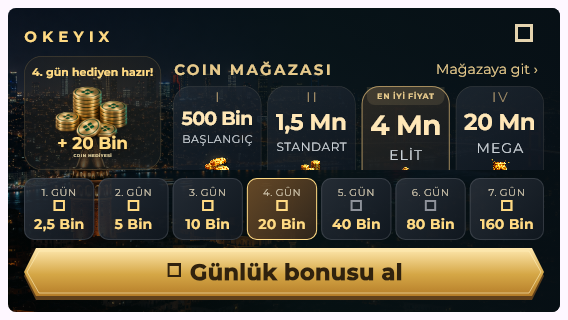 OKEYIX
4. gün hediyen hazır!
+ 20 Bin
COIN HEDİYESİ
COIN MAĞAZASI
Mağazaya git ›
I
500 Bin
BAŞLANGIÇ
II
1,5 Mn
STANDART
EN İYİ FİYAT
4 Mn
ELİT
IV
20 Mn
MEGA
1. GÜN
2,5 Bin
2. GÜN
5 Bin
3. GÜN
10 Bin
4. GÜN
20 Bin
5. GÜN
40 Bin
6. GÜN
80 Bin
7. GÜN
160 Bin
Günlük bonusu al